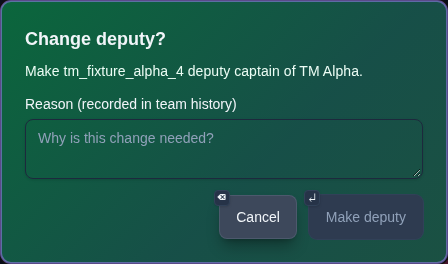 Change deputy?
Make tm_fixture_alpha_4 deputy captain of TM Alpha.
Reason (recorded in team history)
Why is this change needed?
Cancel
Make deputy